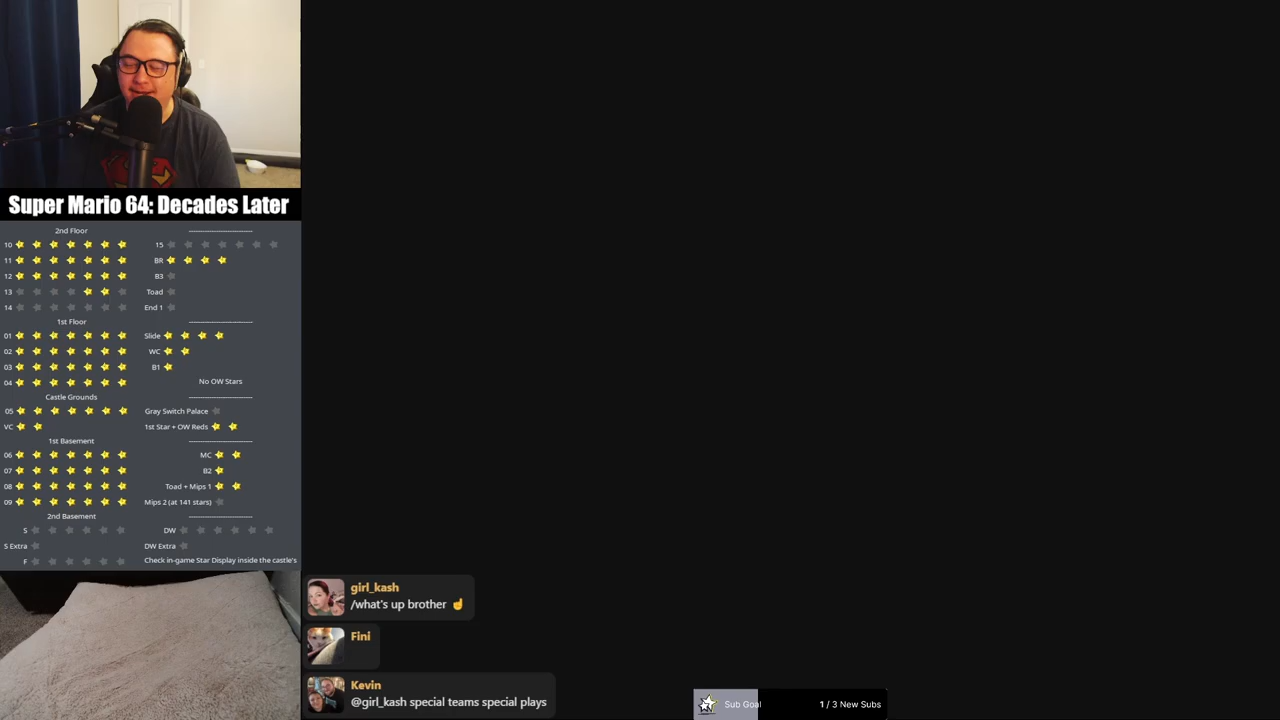 Super Mario 64: Decades Later
2nd Floor
10
15
11
BR
12
B3
13
Toad
14
End 1
1st Floor
01
Slide
02
WC
03
B1
04
No OW Stars
Castle Grounds
05
Gray Switch Palace
VC
1st Star + OW Reds
1st Basement
06
MC
07
B2
08
Toad + Mips 1
09
Mips 2 (at 141 stars)
2nd Basement
S
DW
S Extra
DW Extra
F
Check in-game Star Display inside the castle's
girl_kash
/what's up brother ☝
Fini
Kevin
@girl_kash special teams special plays
Sub Goal
1 / 3 New Subs